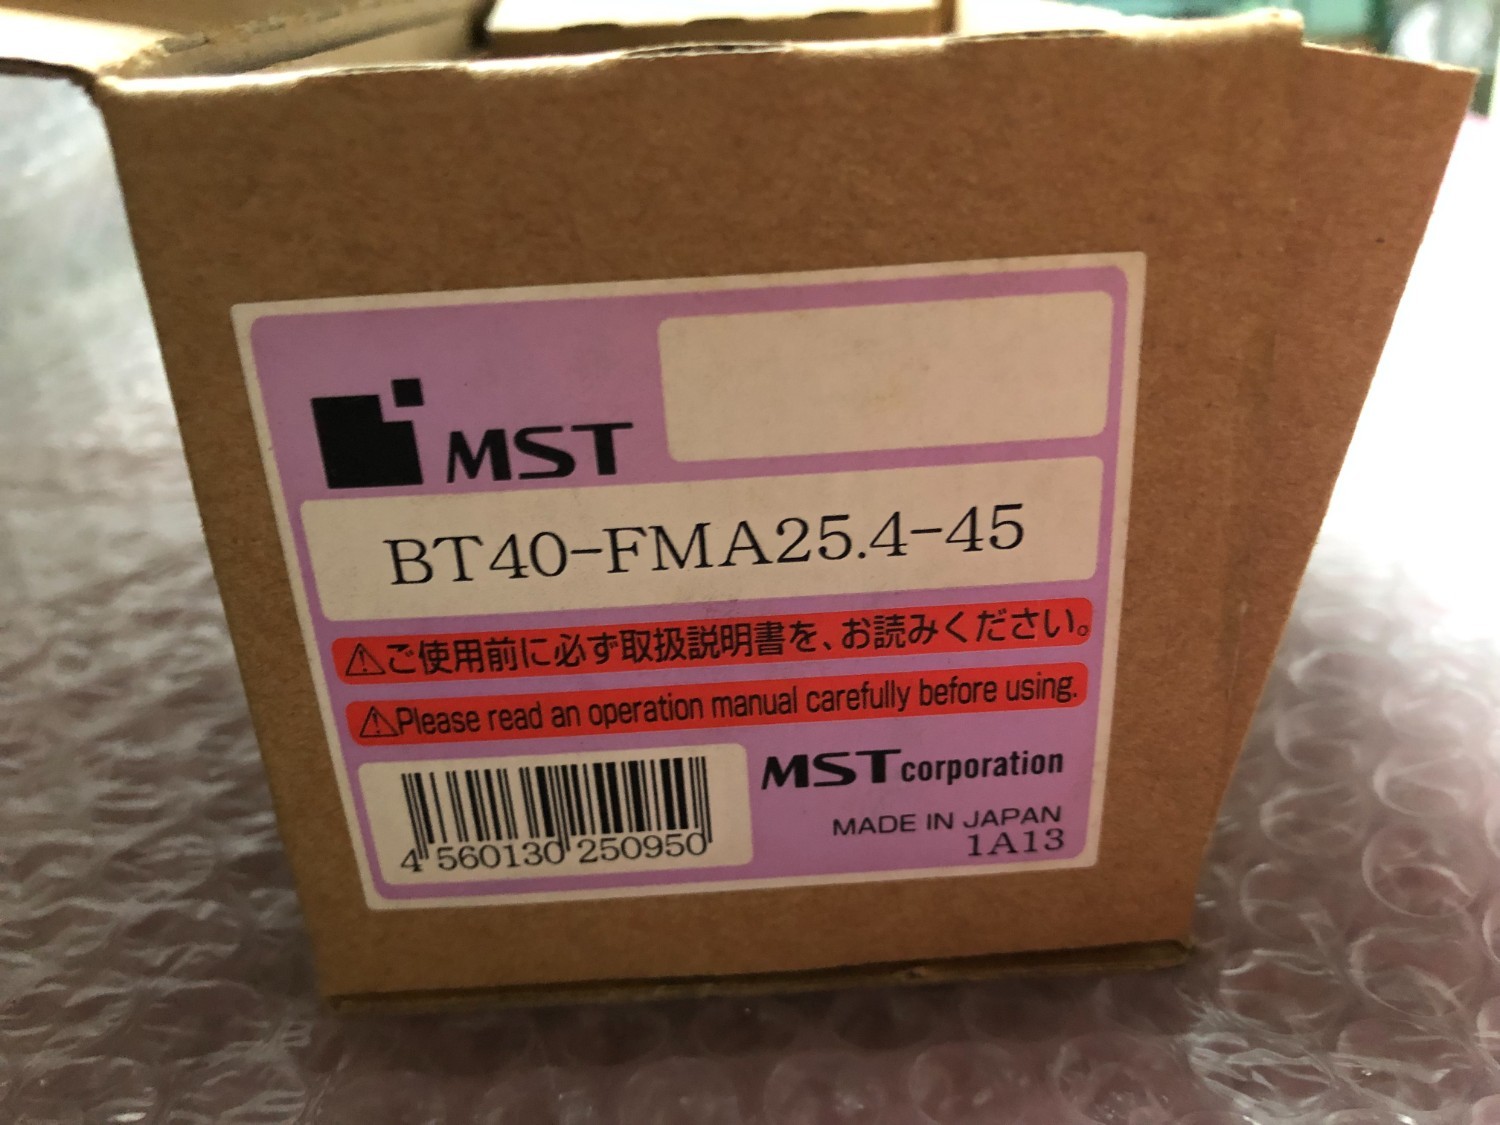 MST
BT40-FMA25.4-45
⚠ご使用前に必ず取扱説明書を、お読みください。
⚠Please read an operation manual carefully before using.
MST corporation
MADE IN JAPAN
1A13
4 560130 250950